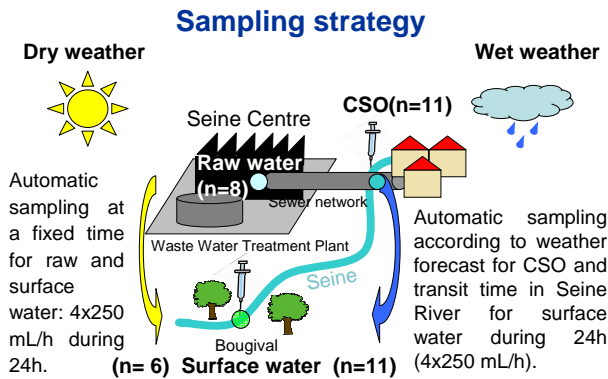 Sampling strategy
Dry weather
Wet weather
CSO(n=11)
Seine Centre
Raw water
(n=8)
Sewer network
Waste Water Treatment Plant
Automatic
sampling at
a fixed time
for raw and
surface
water: 4x250
mL/h during
24h.
Automatic sampling
according to weather
forecast for CSO and
transit time in Seine
River for surface
water during 24h
(4x250 mL/h).
Seine
Bougival
(n= 6) Surface water (n=11)